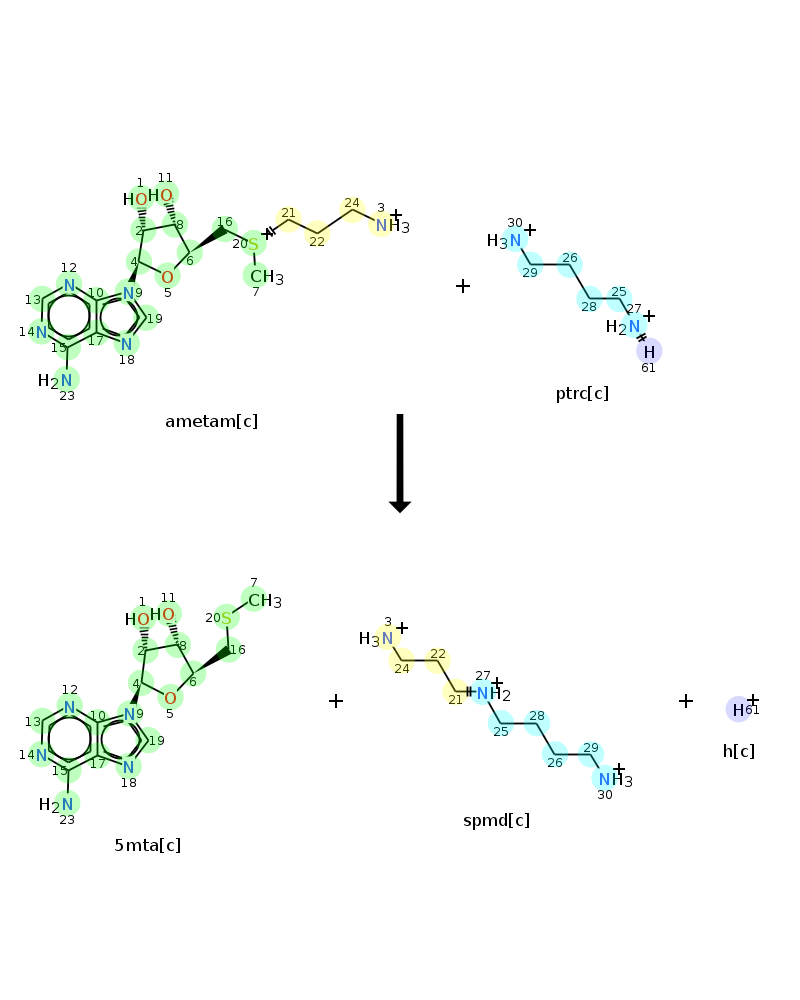 1 11
HO HO
2 8
16
4 6
O
5
20 S +
CH3
7
21
22
24
3
NH3 +
12
N
13
10
N 9
14 N
19
15
17
N
18
H2N
23
ametam[c]
+
30
H3N +
29
26
28
25
27
H2N +
H
61
ptrc[c]
1 11
HO HO
2 8
16
4 6
O
5
20 S
7
CH3
12
N
13
10
N 9
14 N
19
15
17
N
18
H2N
23
5mta[c]
+
3
H3N +
24
22
21
27
NH2 +
25
28
26
29
NH3 +
30
spmd[c]
+
H 61 +
h[c]